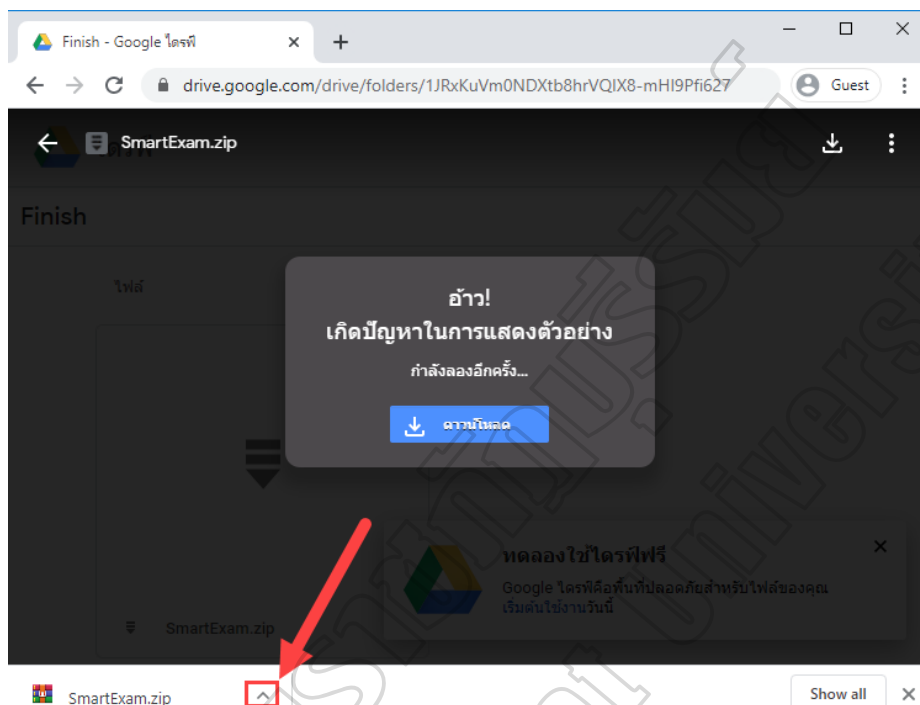 Finish - Google ไดรฟ์
drive.google.com/drive/folders/1JRxKuVm0NDXtb8hrVQIX8-mHI9Pfi627
Guest
SmartExam.zip
Finish
ไฟล์
อ้าว!
เกิดปัญหาในการแสดงตัวอย่าง
กำลังลองอีกครั้ง...
ดาวน์โหลด
ทดลองใช้ไดรฟ์ฟรี
Google ไดรฟ์คือพื้นที่ปลอดภัยสำหรับไฟล์ของคุณ
เริ่มต้นใช้งานวันนี้
SmartExam.zip
SmartExam.zip
Show all